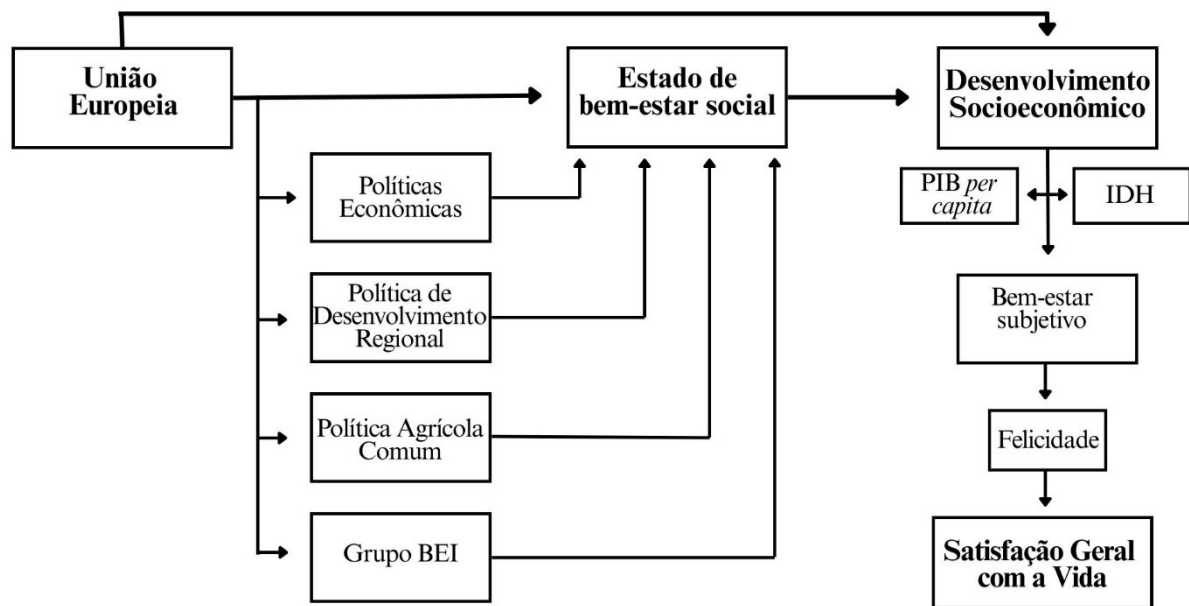 União
Europeia
Estado de
bem-estar social
Desenvolvimento
Socioeconômico
Políticas
Econômicas
PIB per
capita
IDH
Política de
Desenvolvimento
Regional
Bem-estar
subjetivo
Política Agrícola
Comum
Felicidade
Grupo BEI
Satisfação Geral
com a Vida